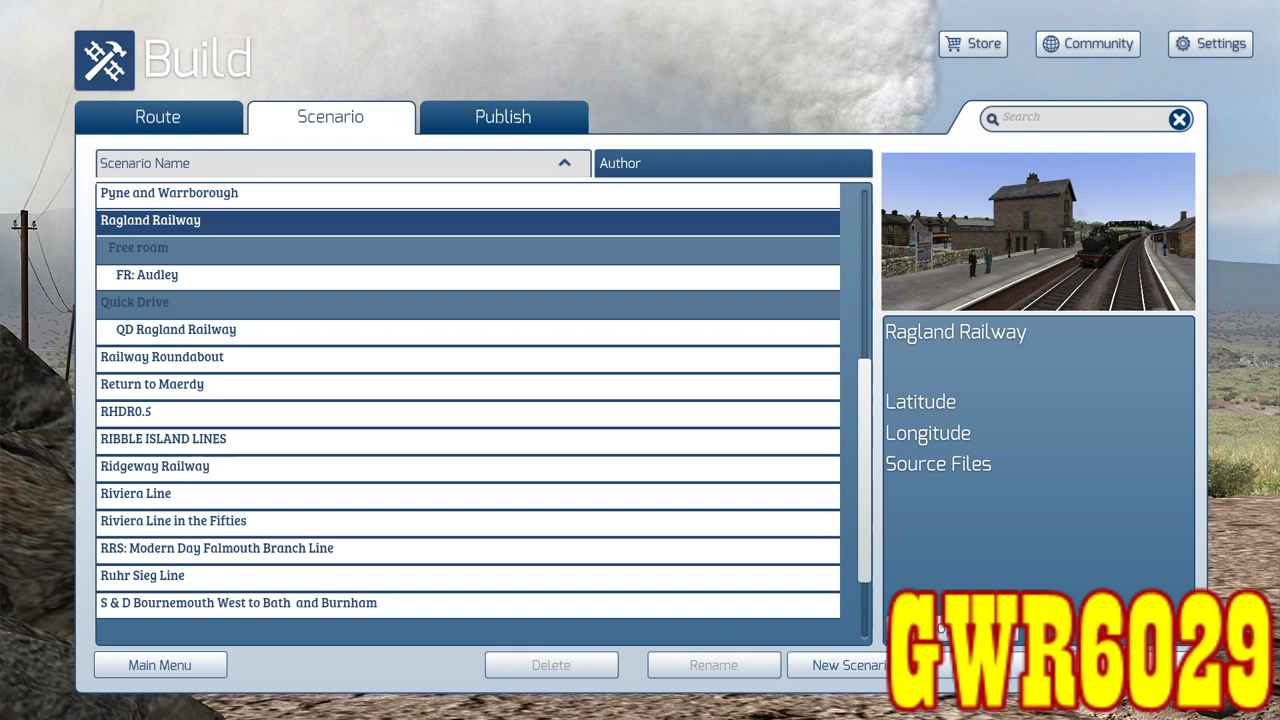 Build
Store
Community
Settings
Route
Scenario
Publish
Search
Scenario Name
Author
Pyne and Warrborough
Ragland Railway
Free roam
FR: Audley
Quick Drive
QD Ragland Railway
Railway Roundabout
Return to Maerdy
RHDR0.5
RIBBLE ISLAND LINES
Ridgeway Railway
Riviera Line
Riviera Line in the Fifties
RRS: Modern Day Falmouth Branch Line
Ruhr Sieg Line
S & D Bournemouth West to Bath  and Burnham
Ragland Railway
Latitude
Longitude
Source Files
Main Menu
Delete
Rename
New Scenari
GWR6029